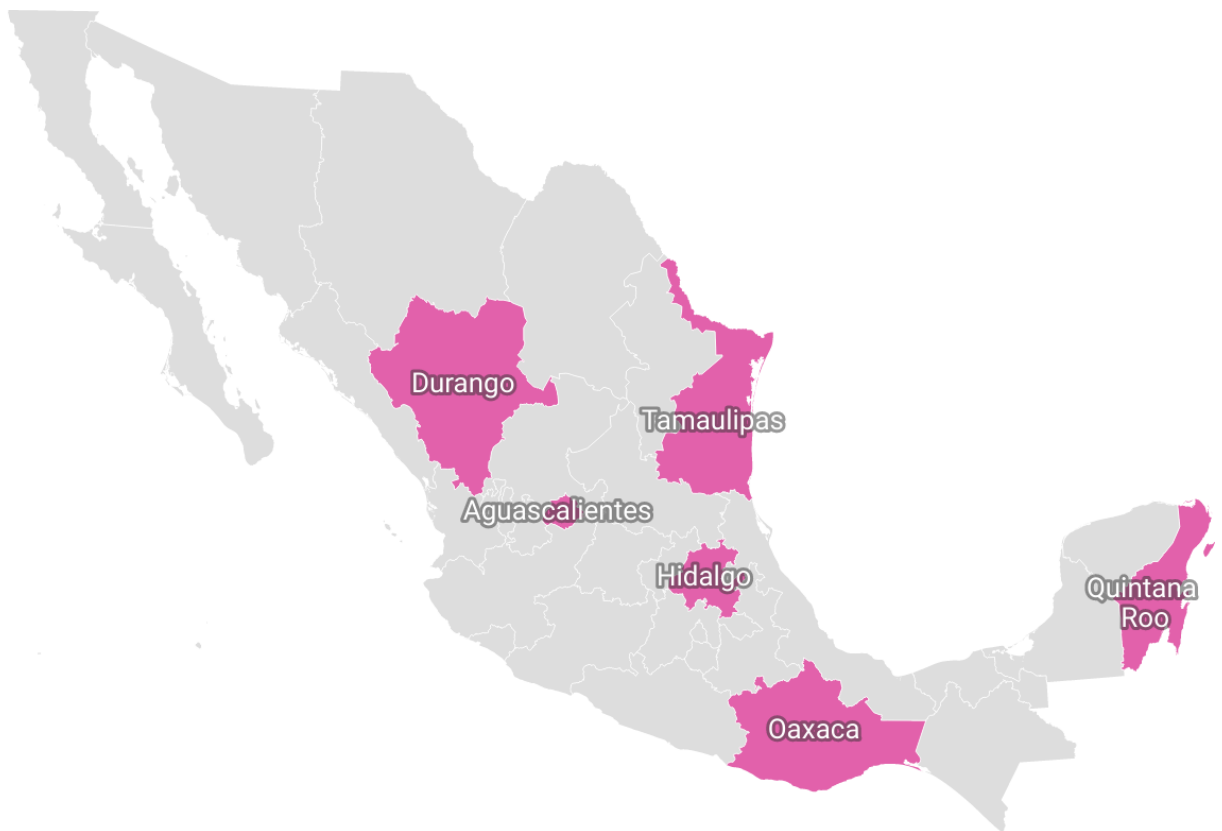 Durango
Tamaulipas
Aguascalientes
Hidalgo
Quintana
Roo
Oaxaca